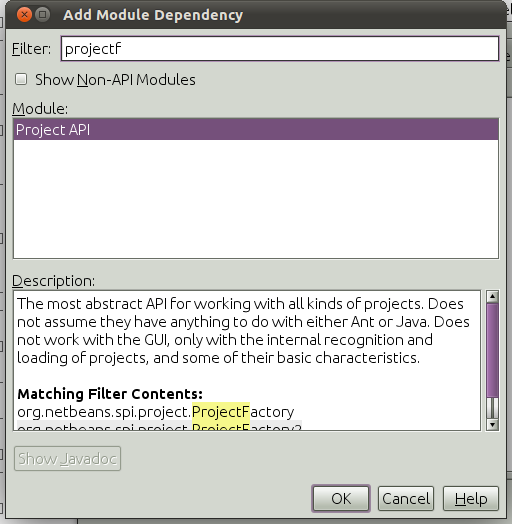 Add Module Dependency
Filter: projectf
Show Non-API Modules
Module:
Project API
Description:
The most abstract API for working with all kinds of projects. Does
not assume they have anything to do with either Ant or Java. Does
not work with the GUI, only with the internal recognition and
loading of projects, and some of their basic characteristics.
Matching Filter Contents:
org.netbeans.spi.project.ProjectFactory
org.netbeans.spi.project.ProjectFactory2
Show Javadoc
OK Cancel Help